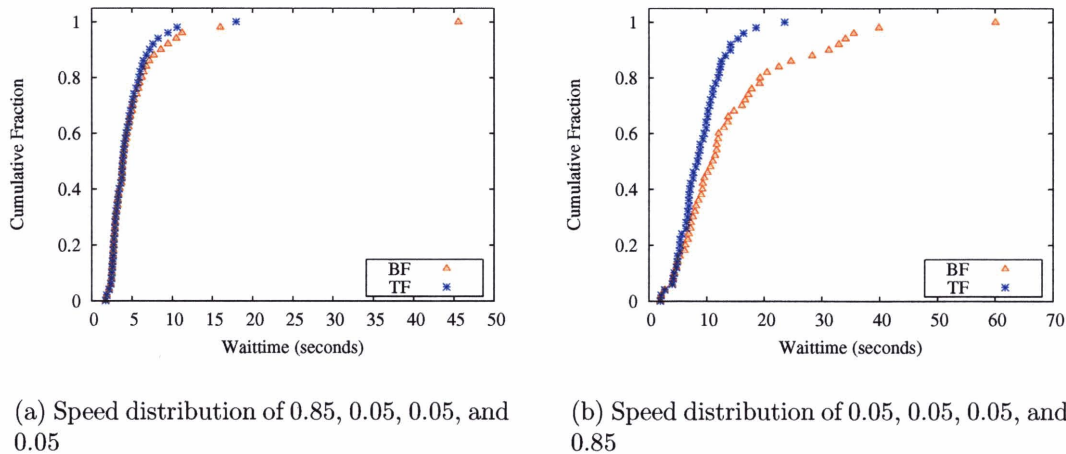 1
0.8
0.6
0.4
0.2
0
Cumulative Fraction
BF
TF
0 5 10 15 20 25 30 35 40 45 50
Waittime (seconds)
(a) Speed distribution of 0.85, 0.05, 0.05, and
0.05
1
0.8
0.6
0.4
0.2
0
Cumulative Fraction
BF
TF
0 10 20 30 40 50 60 70
Waittime (seconds)
(b) Speed distribution of 0.05, 0.05, 0.05, and
0.85